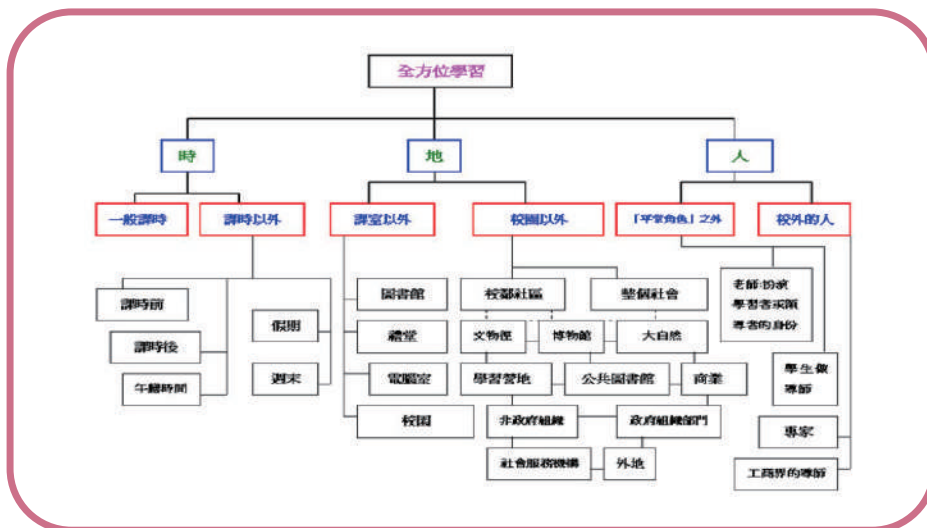 全方位學習
時
地
人
一般課時
課時以外
課室以外
校園以外
「平常角色」之外
校外的人
課時前
課時後
午膳時間
假期
週末
圖書館
禮堂
電腦室
校園
校鄰社區
整個社會
文物徑
博物館
大自然
學習營地
公共圖書館
商業
非政府組織
政府組織部門
社會服務機構
外地
老師:扮演
學習者或領
導者的身份
學生做
導師
專家
工商界的導師